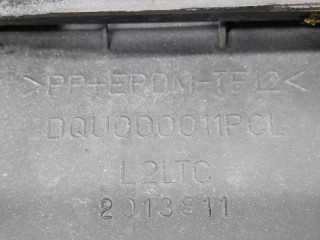 >PP+EPDM-TF12<
DQU000011PCL
L2LTC
2013811